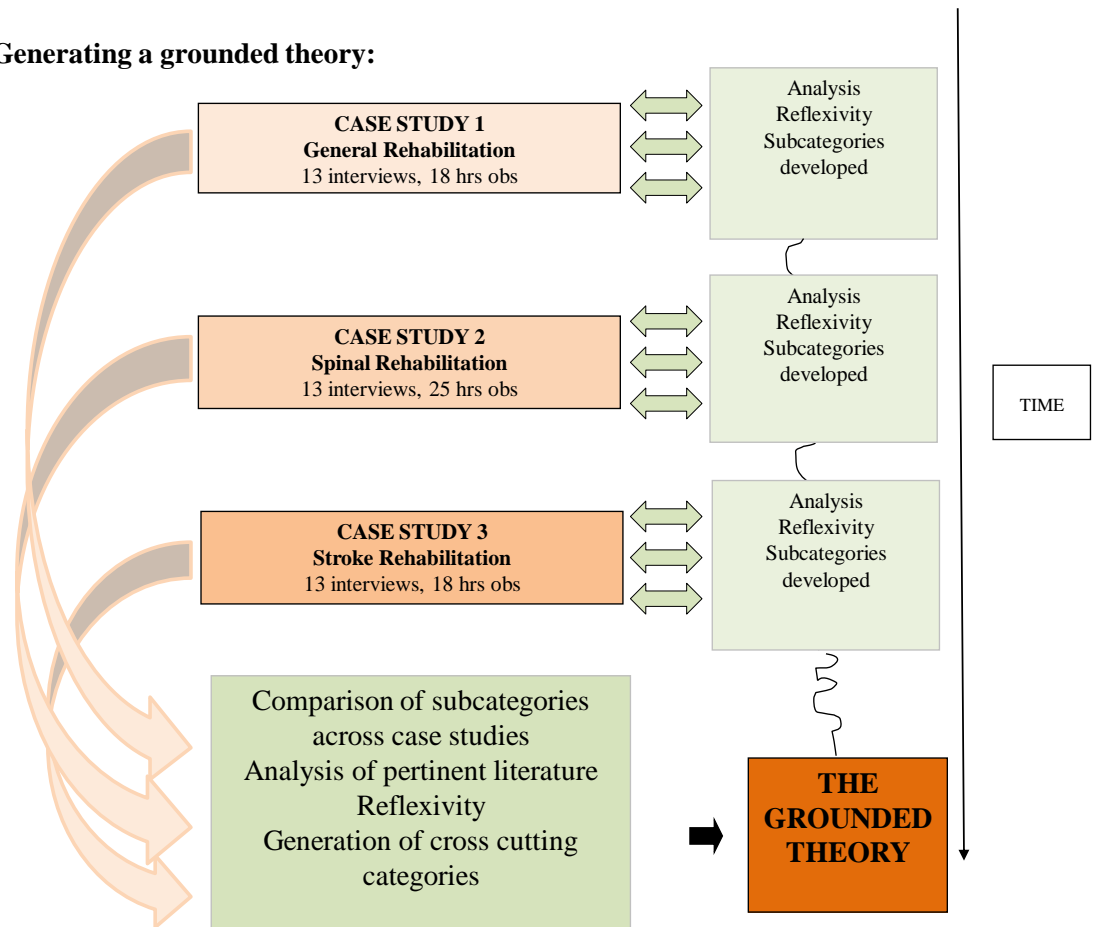 Generating a grounded theory:
CASE STUDY 1
General Rehabilitation
13 interviews, 18 hrs obs
Analysis
Reflexivity
Subcategories
developed
CASE STUDY 2
Spinal Rehabilitation
13 interviews, 25 hrs obs
Analysis
Reflexivity
Subcategories
developed
TIME
CASE STUDY 3
Stroke Rehabilitation
13 interviews, 18 hrs obs
Analysis
Reflexivity
Subcategories
developed
Comparison of subcategories
across case studies
Analysis of pertinent literature
Reflexivity
Generation of cross cutting
categories
THE
GROUNDED
THEORY